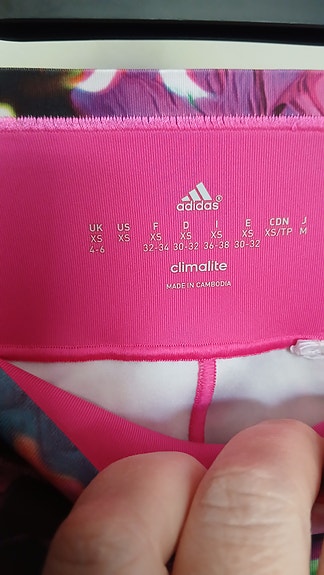 adidas®
UK US F D I E CDN J
XS XS XS XS XS XS XS/TP M
4-6 32-34 30-32 36-38 30-32
climalite
MADE IN CAMBODIA